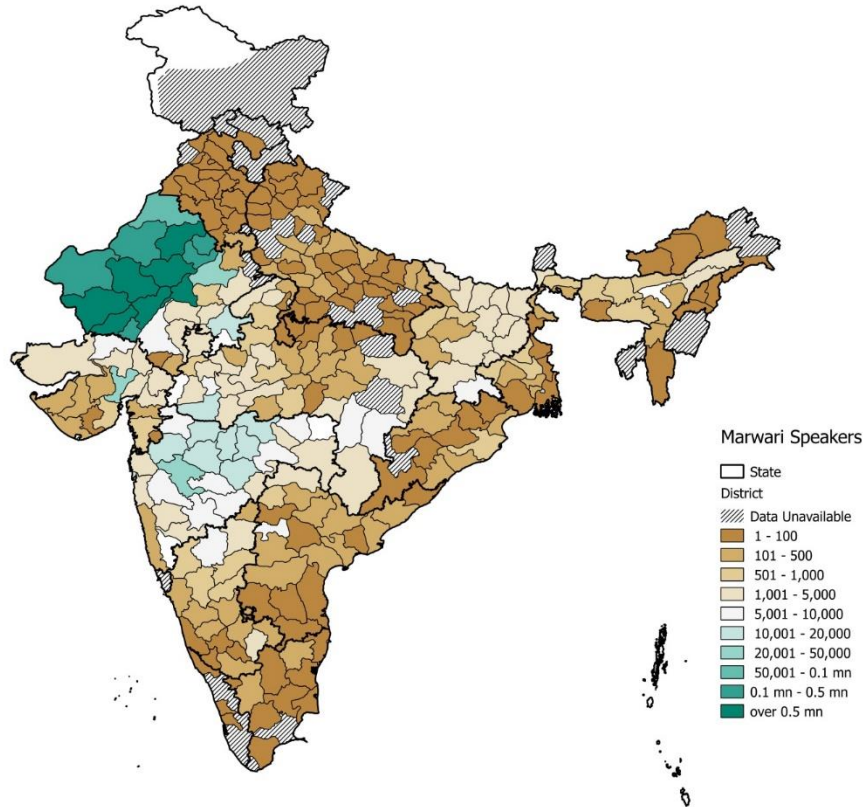 Marwari Speakers
State
District
Data Unavailable
1 - 100
101 - 500
501 - 1,000
1,001 - 5,000
5,001 - 10,000
10,001 - 20,000
20,001 - 50,000
50,001 - 0.1 mn
0.1 mn - 0.5 mn
over 0.5 mn